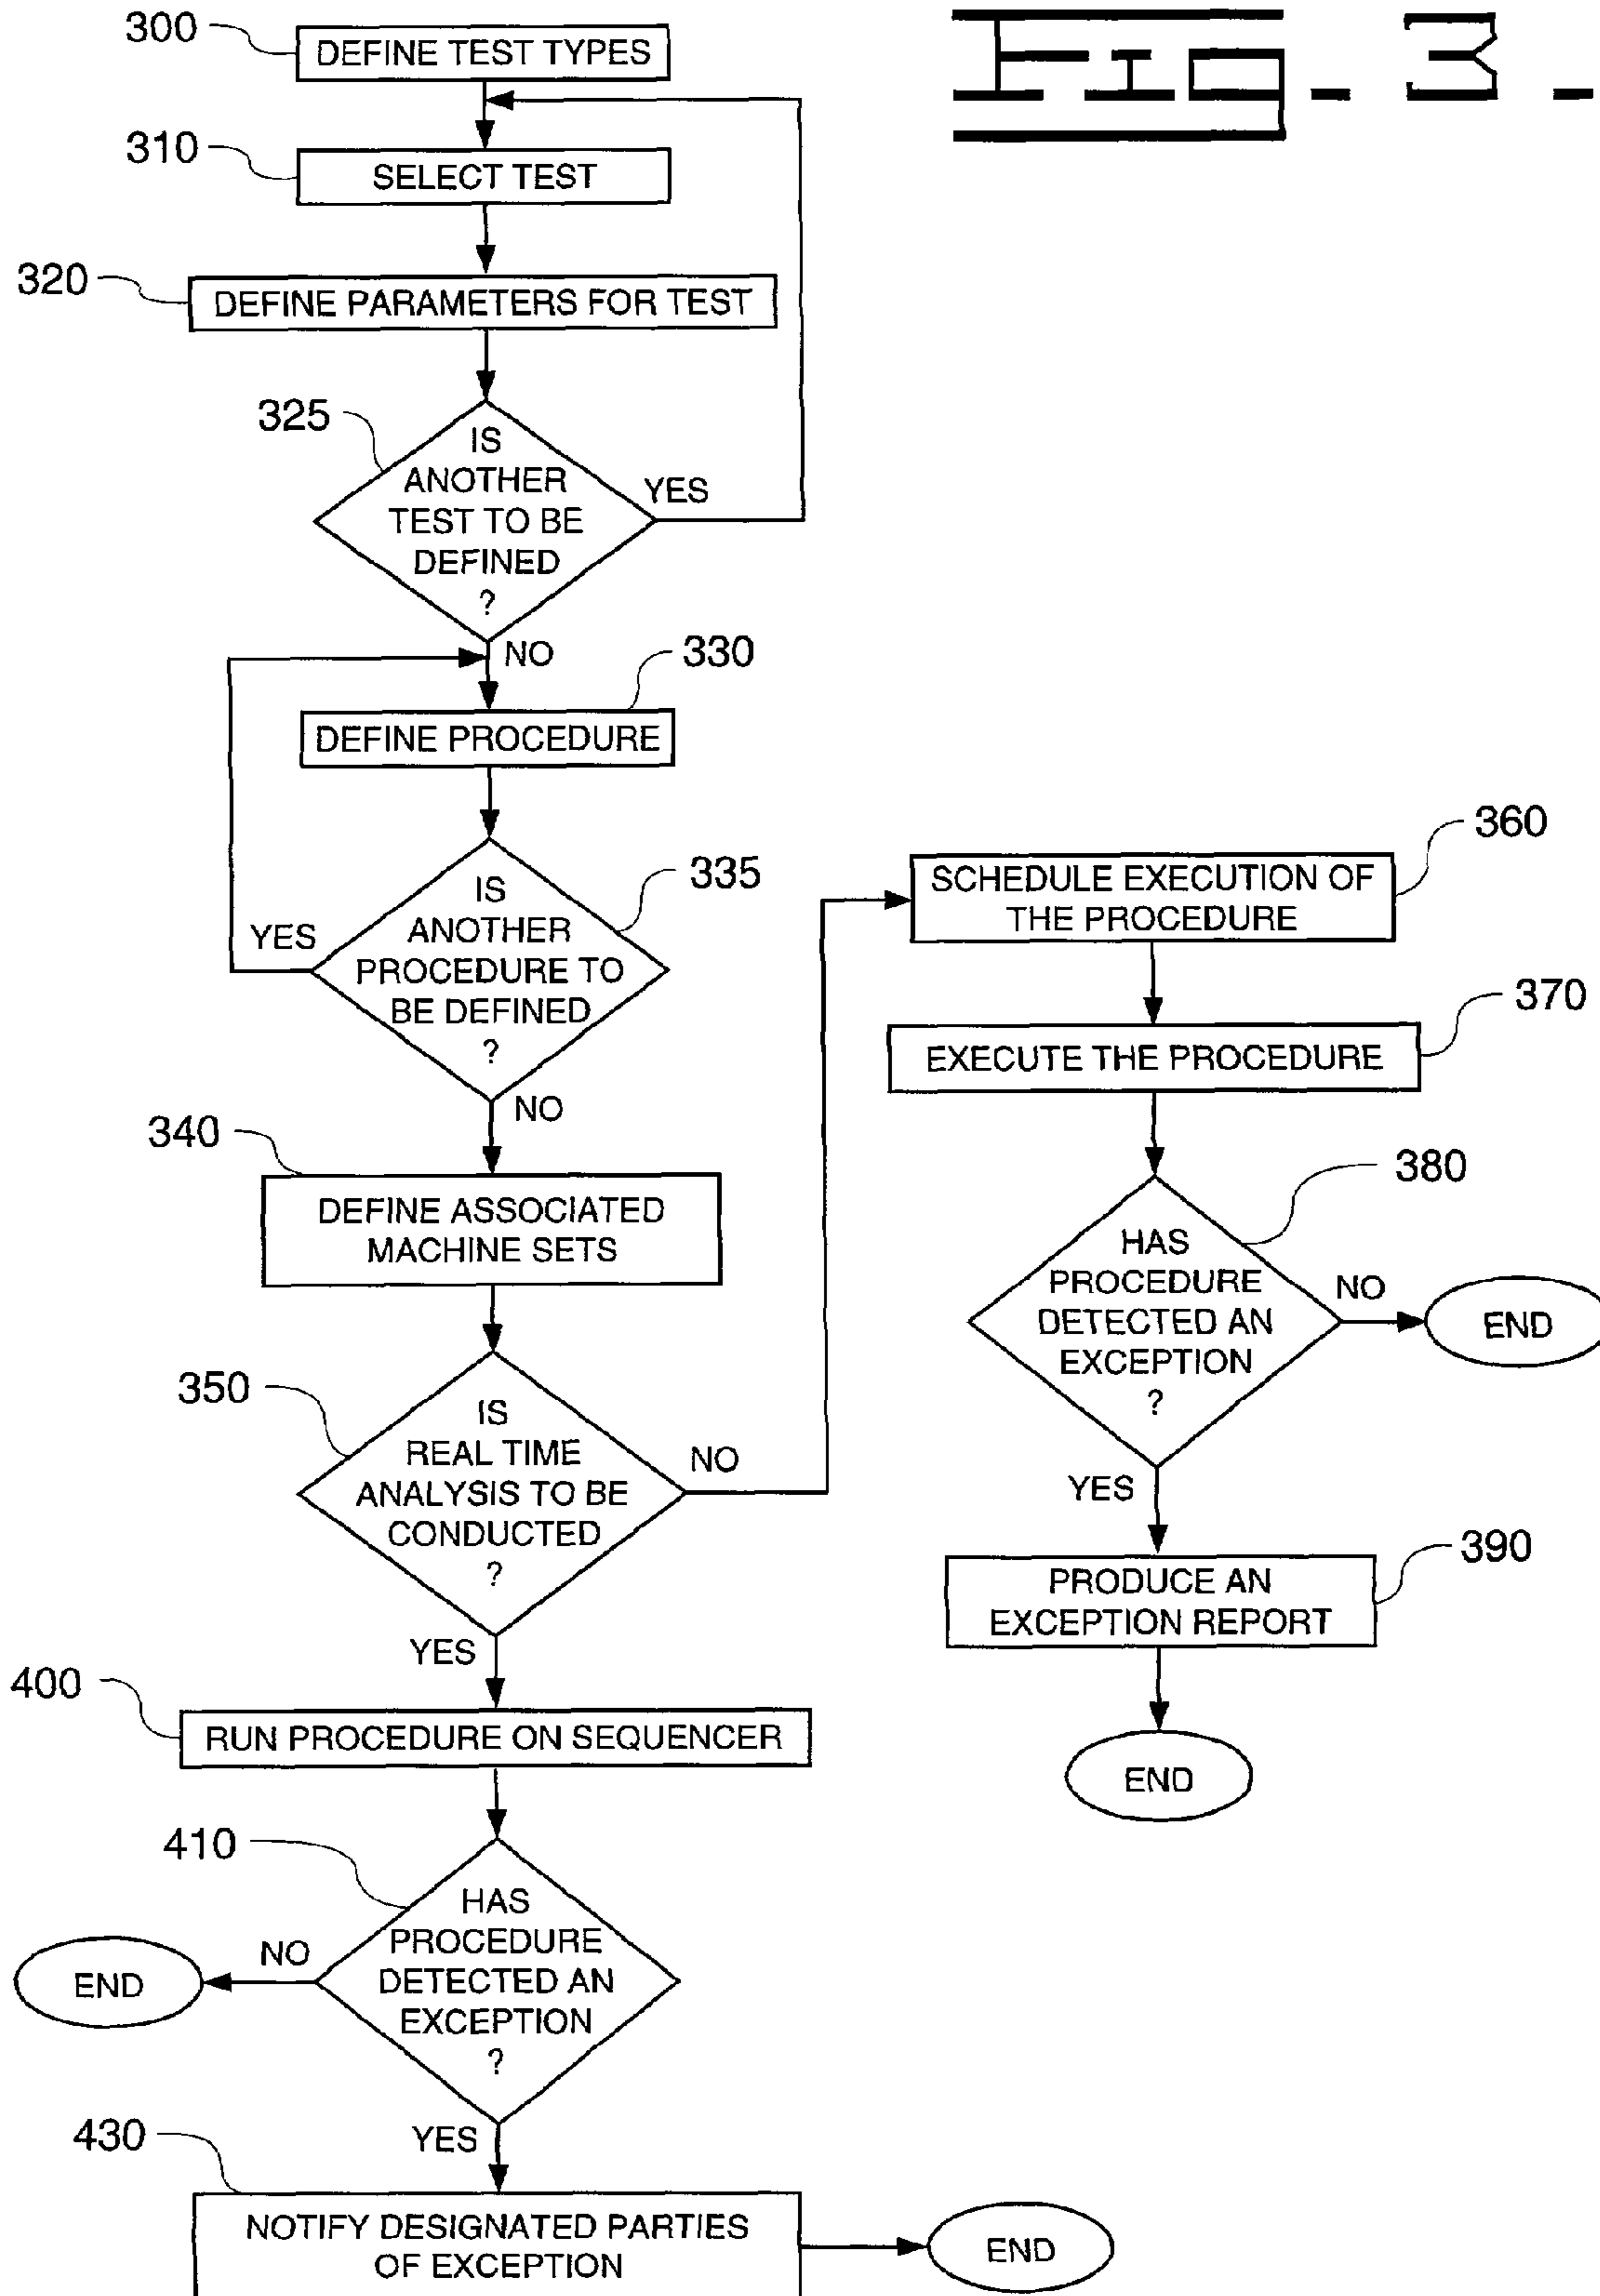 Fig- 3 -
300
DEFINE TEST TYPES
310
SELECT TEST
320
DEFINE PARAMETERS FOR TEST
325
IS
ANOTHER
TEST TO BE
DEFINED
?
YES
NO
330
DEFINE PROCEDURE
335
IS
ANOTHER
PROCEDURE TO
BE DEFINED
?
YES
NO
340
DEFINE ASSOCIATED
MACHINE SETS
350
IS
REAL TIME
ANALYSIS TO BE
CONDUCTED
?
NO
YES
360
SCHEDULE EXECUTION OF
THE PROCEDURE
370
EXECUTE THE PROCEDURE
380
HAS
PROCEDURE
DETECTED AN
EXCEPTION
?
NO
END
YES
390
PRODUCE AN
EXCEPTION REPORT
END
400
RUN PROCEDURE ON SEQUENCER
410
HAS
PROCEDURE
DETECTED AN
EXCEPTION
?
NO
END
YES
430
NOTIFY DESIGNATED PARTIES
OF EXCEPTION
END